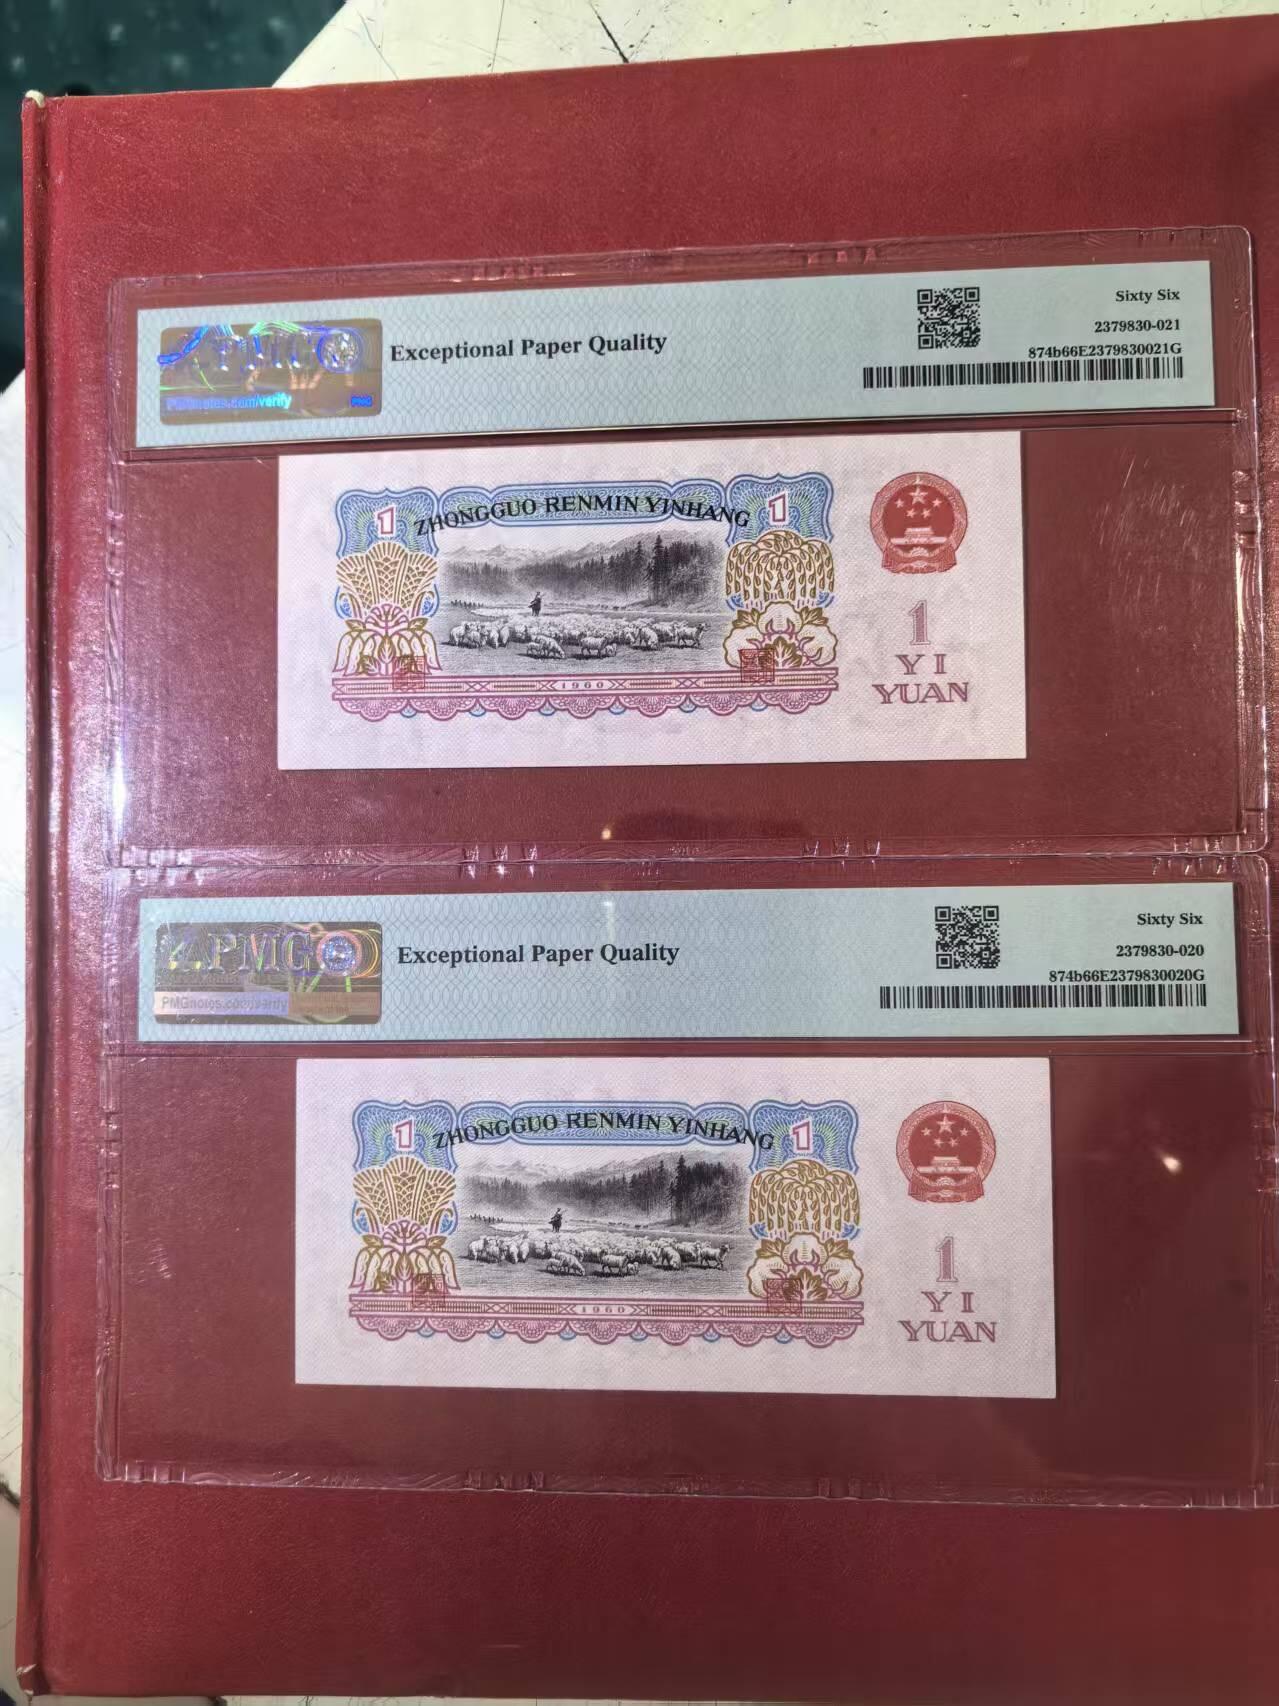 PMG
PMGnotes.com/verify
PMG
Exceptional Paper Quality
Sixty Six
2379830-021
874b66E2379830021G
1
ZHONGGUO RENMIN YINHANG
1
1960
1
YI
YUAN
PMG
PMGnotes.com/verify
Exceptional Paper Quality
Sixty Six
2379830-020
874b66E2379830020G
1
ZHONGGUO RENMIN YINHANG
1
1960
1
YI
YUAN